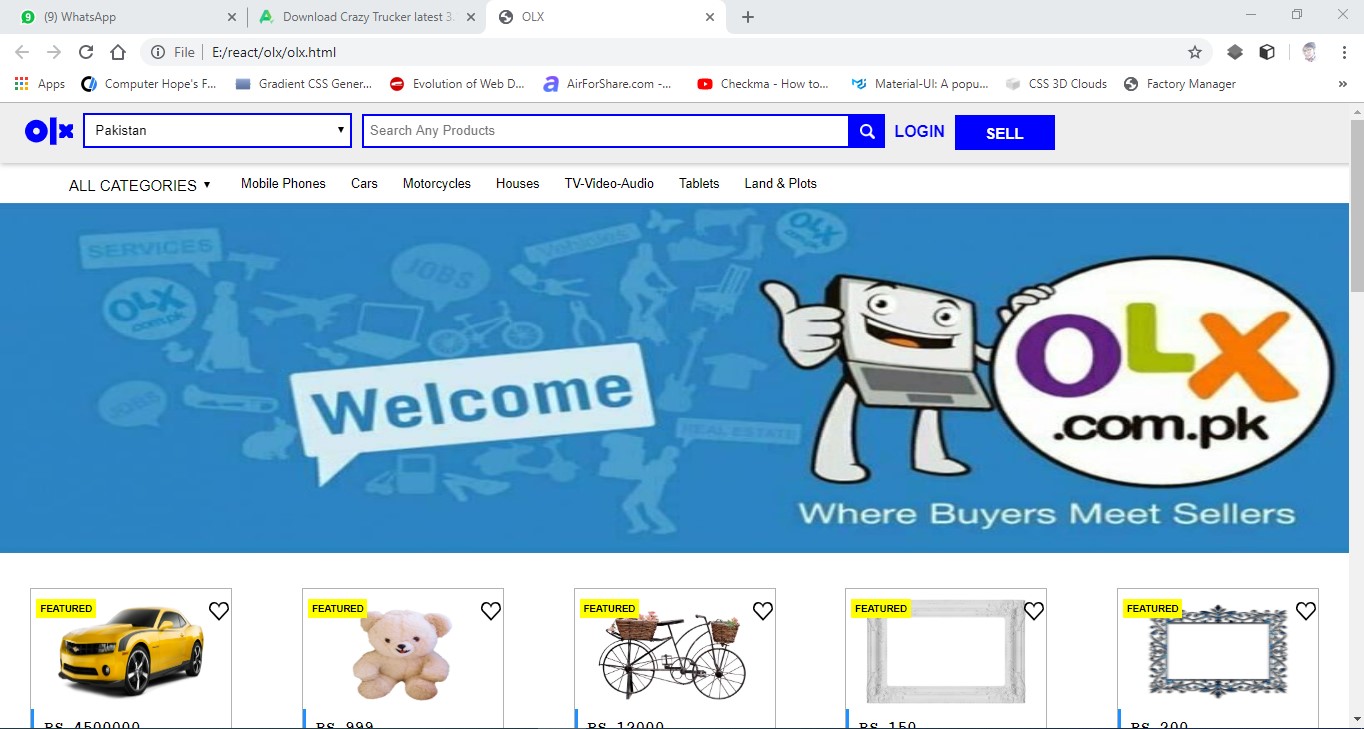 (9) WhatsApp
Download Crazy Trucker latest 3.
OLX
File
E:/react/olx/olx.html
Apps
Computer Hope's F...
Gradient CSS Gener...
Evolution of Web D...
AirForShare.com -...
Checkma - How to...
Material-UI: A popu...
CSS 3D Clouds
Factory Manager
olx
Pakistan
Search Any Products
LOGIN
SELL
ALL CATEGORIES
Mobile Phones
Cars
Motorcycles
Houses
TV-Video-Audio
Tablets
Land & Plots
SERVICES
JOBS
Vehicles
OLX
OLX
.com.pk
JOBS
Welcome
REAL ESTATE
OLX
.com.pk
Where Buyers Meet Sellers
FEATURED
FEATURED
FEATURED
FEATURED
FEATURED
RS 4500000
RS 999
RS 12000
RS 150
RS 200